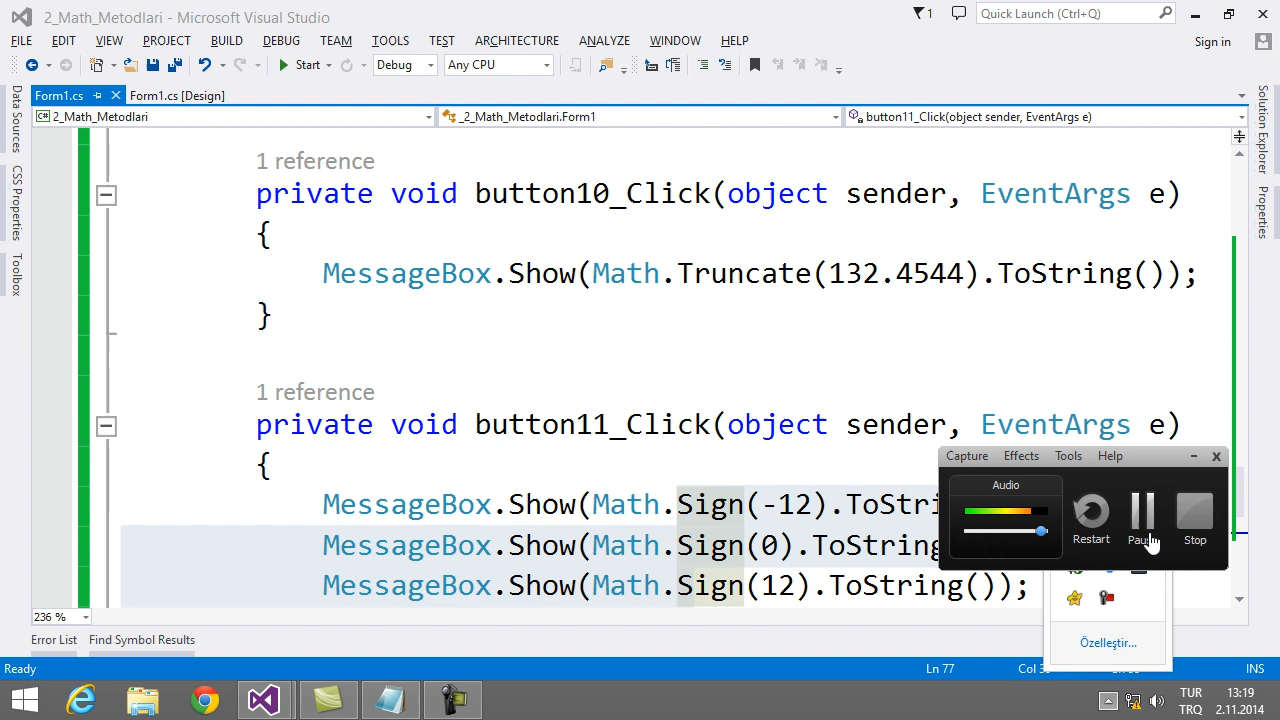 2_Math_Metodlari - Microsoft Visual Studio
1
Quick Launch (Ctrl+Q)
FILE EDIT VIEW PROJECT BUILD DEBUG TEAM TOOLS TEST ARCHITECTURE ANALYZE WINDOW HELP
Sign in
Start Debug Any CPU
Form1.cs Form1.cs [Design]
2_Math_Metodlari _2_Math_Metodlari.Form1 button11_Click(object sender, EventArgs e)
Data Sources
CSS Properties
Toolbox
Solution Explorer
Properties
1 reference
private void button10_Click(object sender, EventArgs e)
{
MessageBox.Show(Math.Truncate(132.4544).ToString());
}
1 reference
private void button11_Click(object sender, EventArgs e)
{
MessageBox.Show(Math.Sign(-12).ToStri
MessageBox.Show(Math.Sign(0).ToString
MessageBox.Show(Math.Sign(12).ToString());
Capture Effects Tools Help
Audio
Restart Pause Stop
Özelleştir...
236 %
Error List Find Symbol Results
Ready Ln 77 Col INS
TUR 13:19
TRQ 2.11.2014